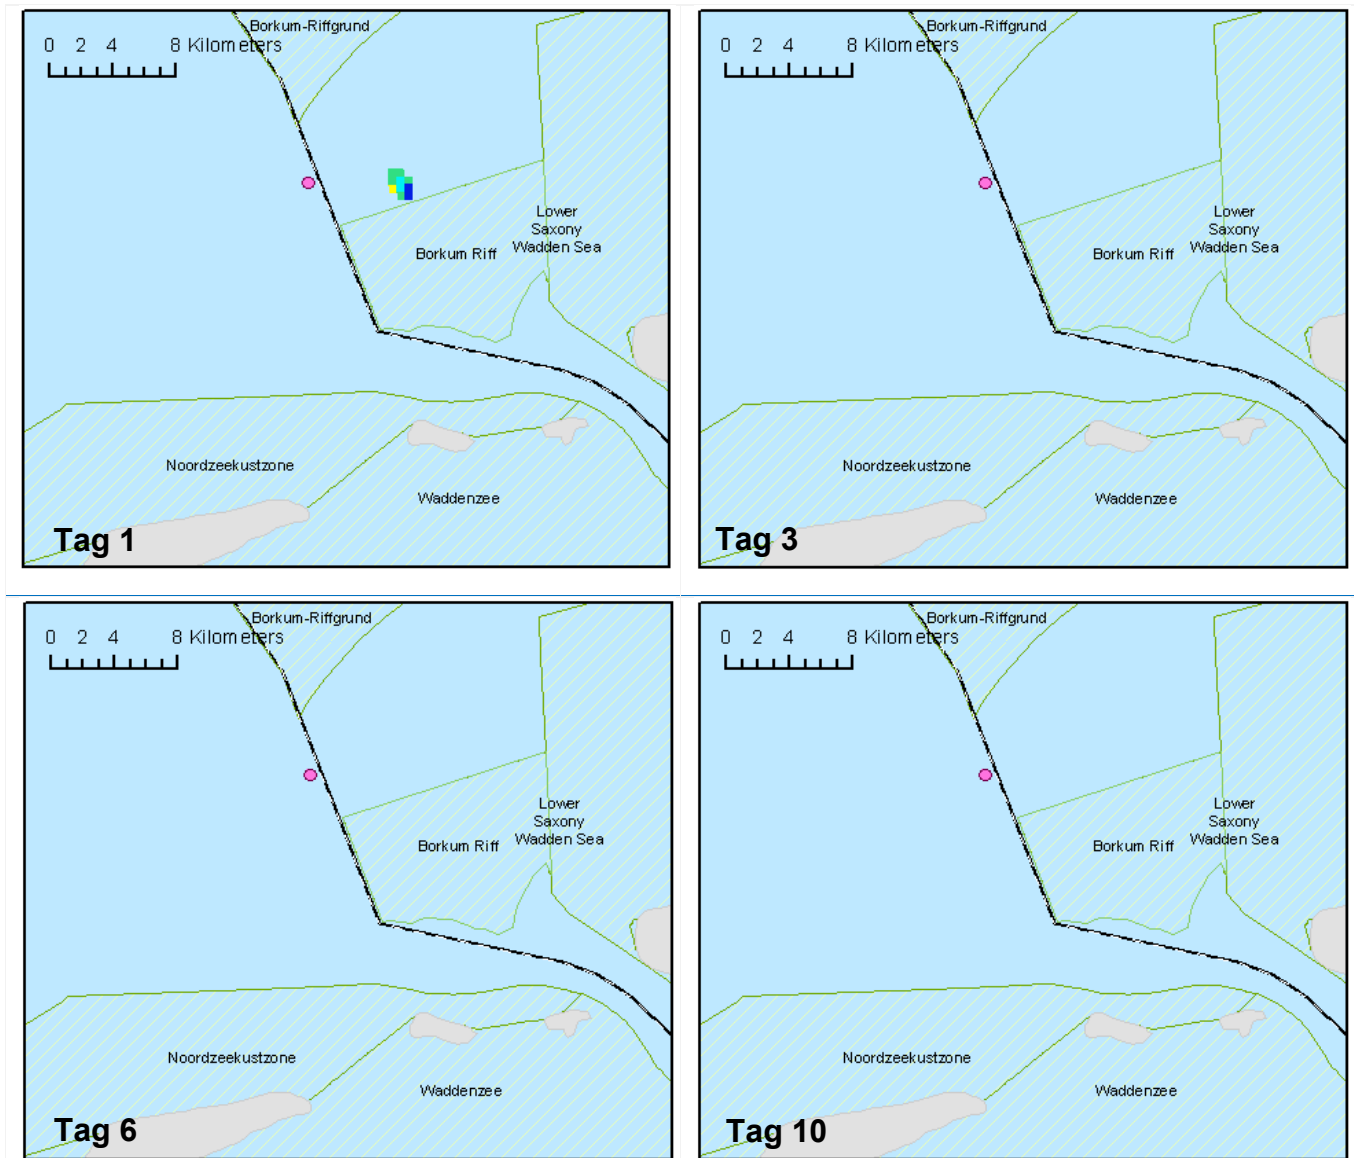 Borkum-Riffgrund
0 2 4 8 Kilometers
Lower
Saxony
Wadden Sea
Borkum Riff
Noordzeekustzone
Waddenzee
Tag 1
Borkum-Riffgrund
0 2 4 8 Kilometers
Lower
Saxony
Wadden Sea
Borkum Riff
Noordzeekustzone
Waddenzee
Tag 3
Borkum-Riffgrund
0 2 4 8 Kilometers
Lower
Saxony
Wadden Sea
Borkum Riff
Noordzeekustzone
Waddenzee
Tag 6
Borkum-Riffgrund
0 2 4 8 Kilometers
Lower
Saxony
Wadden Sea
Borkum Riff
Noordzeekustzone
Waddenzee
Tag 10